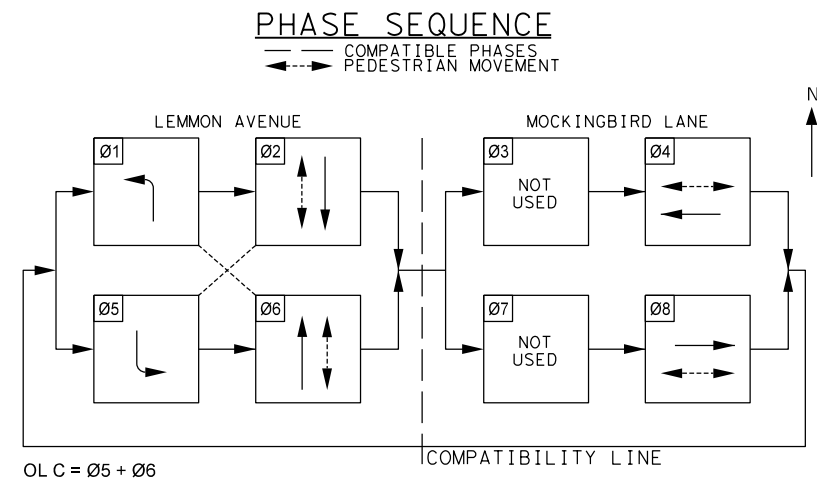 PHASE SEQUENCE
COMPATIBLE PHASES
PEDESTRIAN MOVEMENT
N
LEMMON AVENUE
MOCKINGBIRD LANE
Ø1
Ø2
Ø3
NOT
USED
Ø4
Ø5
Ø6
Ø7
NOT
USED
Ø8
COMPATIBILITY LINE
OL C = Ø5 + Ø6